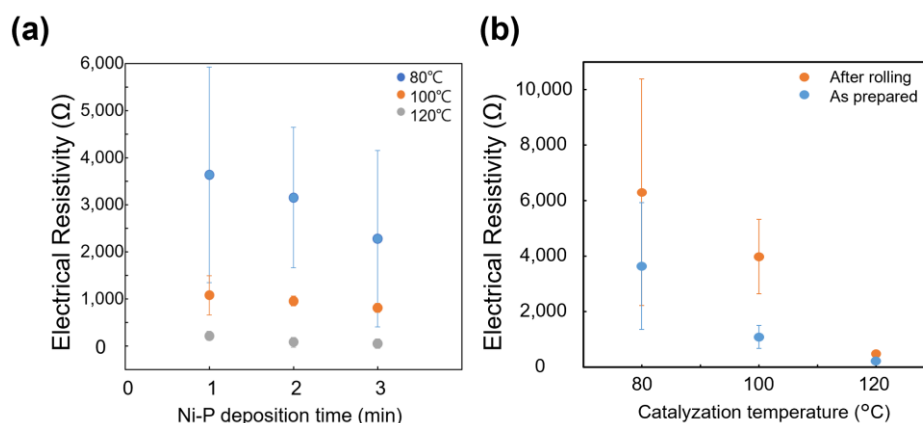 (a)
Electrical Resistivity (Ω)
6,000
5,000
4,000
3,000
2,000
1,000
0
80℃
100℃
120℃
0 1 2 3
Ni-P deposition time (min)
(b)
Electrical Resistivity (Ω)
10,000
8,000
6,000
4,000
2,000
0
After rolling
As prepared
80 100 120
Catalyzation temperature (°C)